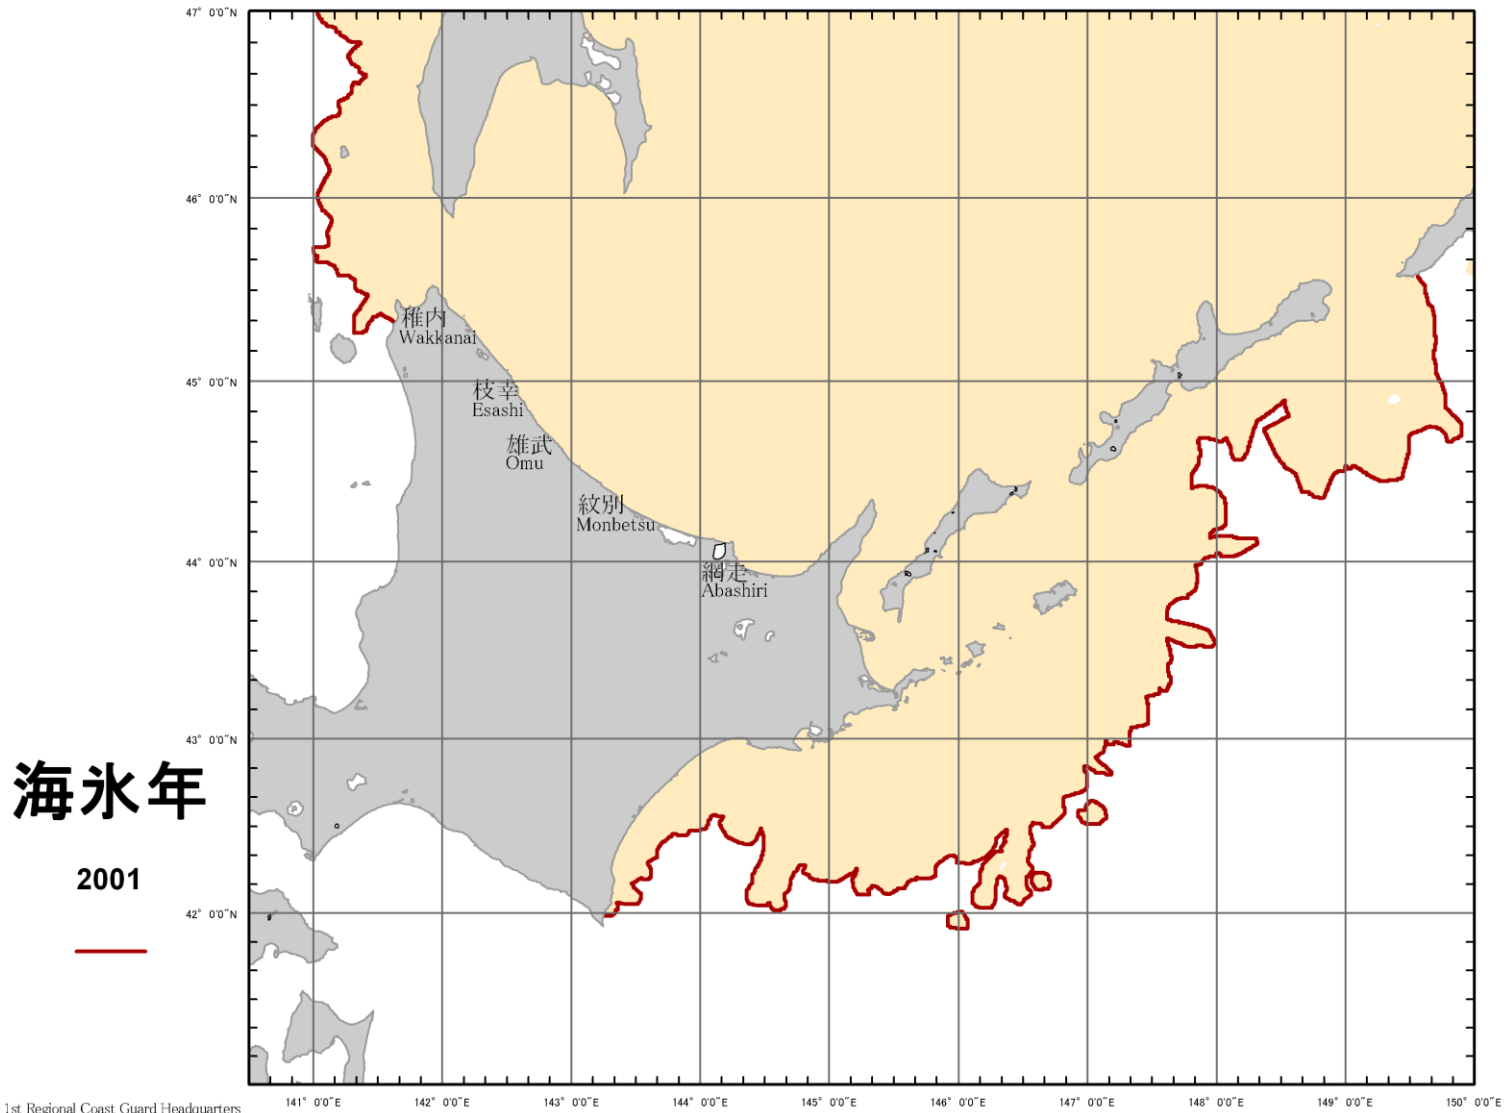 47° 0'0"N
46° 0'0"N
稚内
Wakkanai
45° 0'0"N
枝幸
Esashi
雄武
Omu
紋別
Monbetsu
44° 0'0"N
網走
Abashiri
43° 0'0"N
海氷年
2001
42° 0'0"N
1st Regional Coast Guard Headquarters
141° 0'0"E 142° 0'0"E 143° 0'0"E 144° 0'0"E 145° 0'0"E 146° 0'0"E 147° 0'0"E 148° 0'0"E 149° 0'0"E 150° 0'0"E